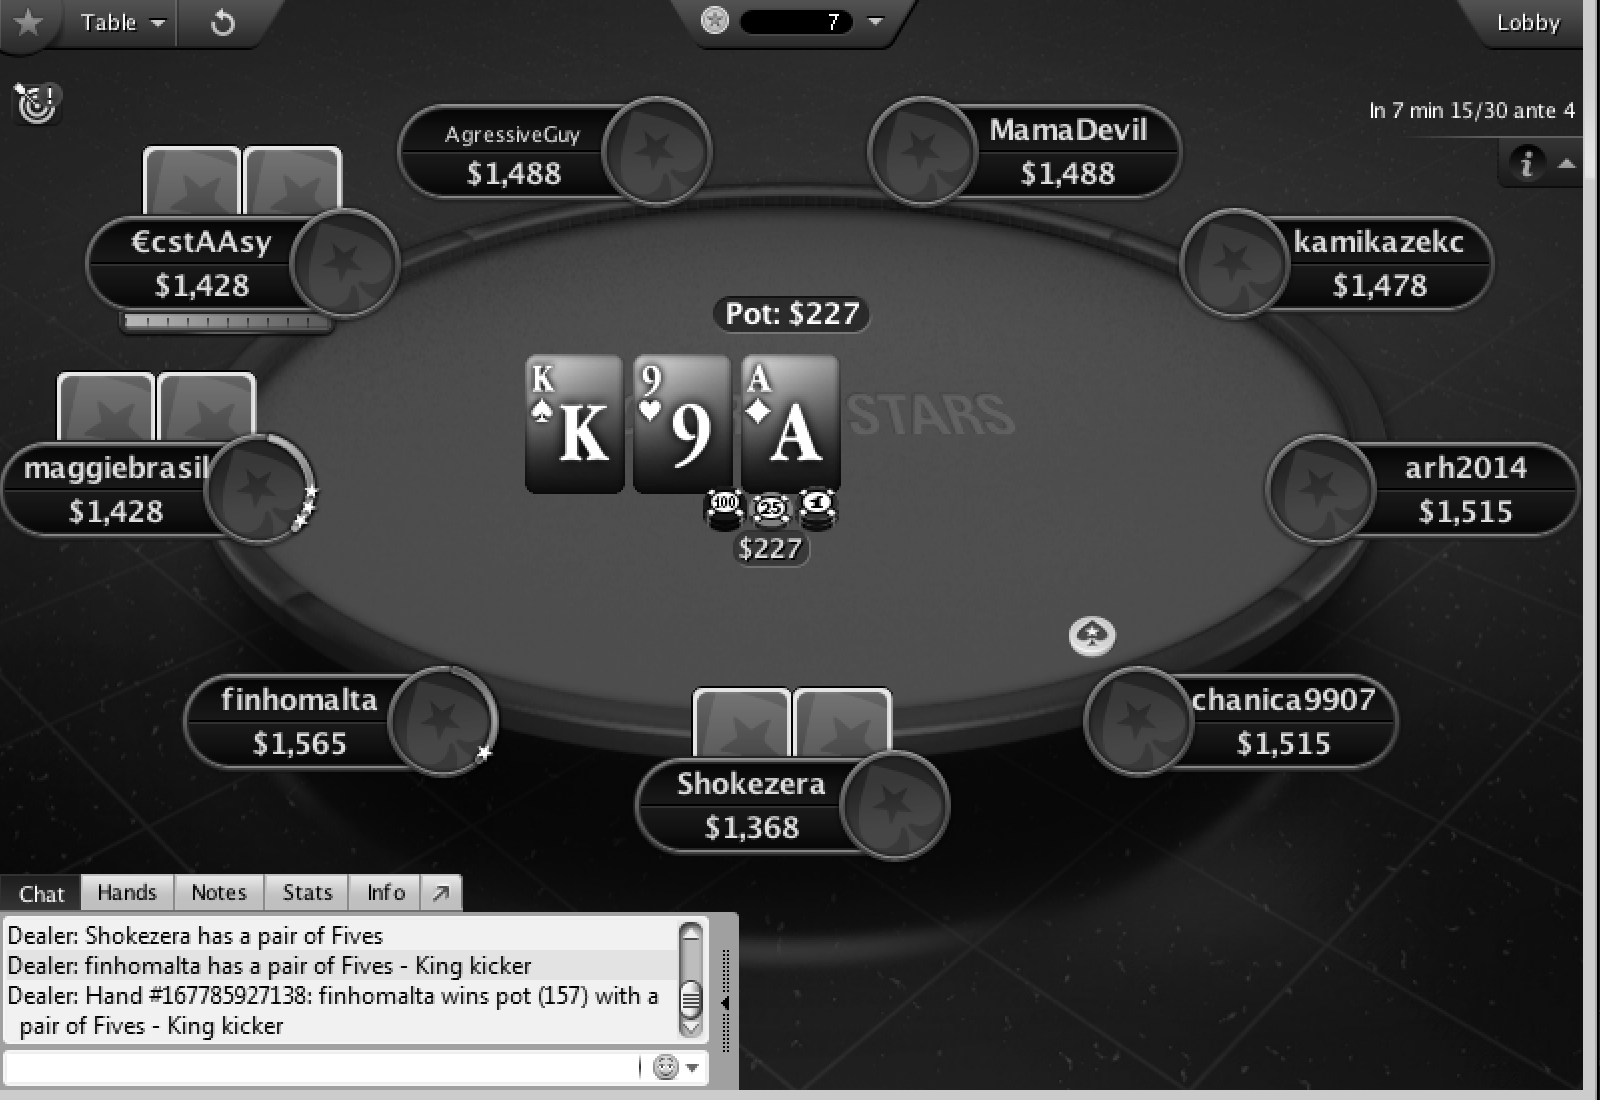 Table
7
Lobby
In 7 min 15/30 ante 4
AgressiveGuy
$1,488
MamaDevil
$1,488
€cstAAsy
$1,428
kamikazekc
$1,478
Pot: $227
K
K
9
9
A
A
STARS
maggiebrasil
$1,428
arh2014
$1,515
100
25
1
$227
finhomalta
$1,565
chanica9907
$1,515
Shokezera
$1,368
Chat
Hands
Notes
Stats
Info
Dealer: Shokezera has a pair of Fives
Dealer: finhomalta has a pair of Fives - King kicker
Dealer: Hand #167785927138: finhomalta wins pot (157) with a
pair of Fives - King kicker